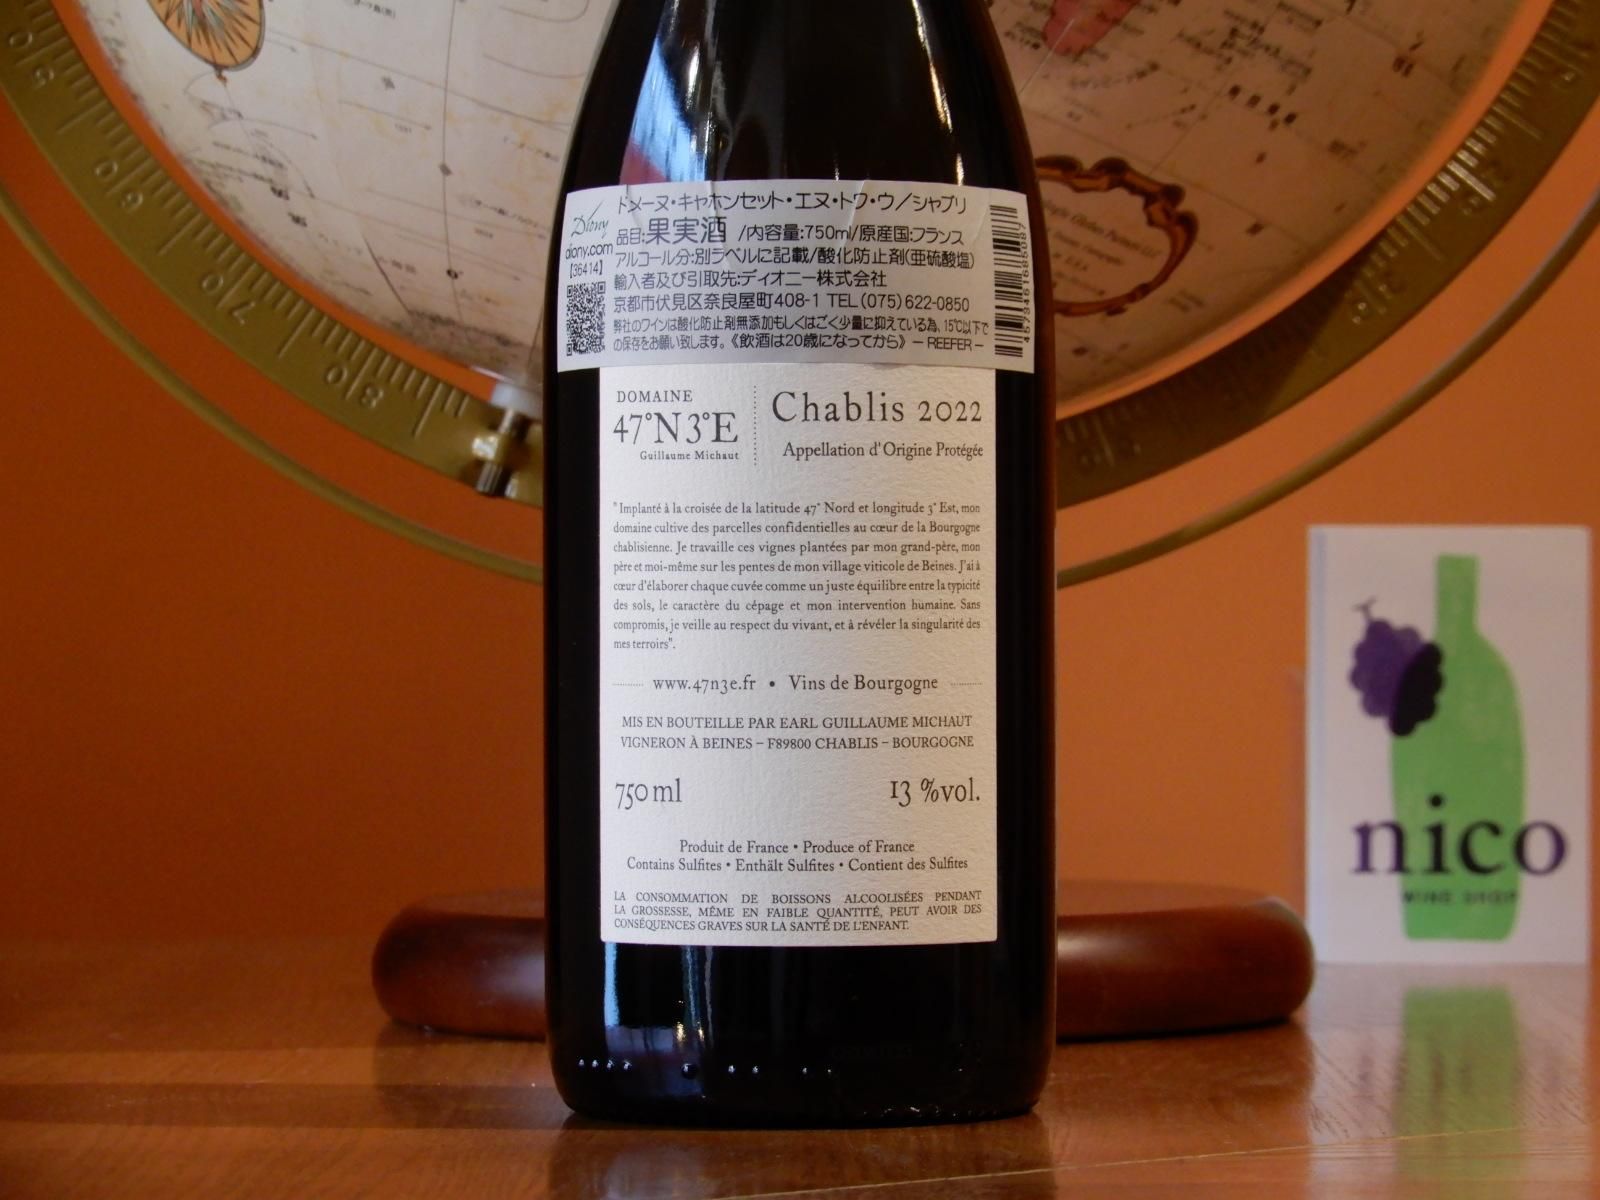 ドメーヌ・キャホンセット・エヌ・トワ・ウ/シャブリ
Diony
diony.com
[36414]
品目:果実酒 /内容量:750ml/原産国:フランス
アルコール分:別ラベルに記載/酸化防止剤(亜硫酸塩)
輸入者及び引取先:ディオニー株式会社
京都市伏見区奈良屋町408-1 TEL(075)622-0850
弊社のワインは酸化防止剤無添加もしくはごく少量に抑えている為、15℃以下で
の保存をお願い致します。《飲酒は20歳になってから》 — REEFER —
DOMAINE
47°N3°E
Guillaume Michaut
Chablis 2022
Appellation d'Origine Protégée
"Implanté à la croisée de la latitude 47° Nord et longitude 3° Est, mon
domaine cultive des parcelles confidentielles au cœur de la Bourgogne
chablisienne. Je travaille ces vignes plantées par mon grand-père, mon
père et moi-même sur les pentes de mon village viticole de Beines. J'ai à
cœur d'élaborer chaque cuvée comme un juste équilibre entre la typicité
des sols, le caractère du cépage et mon intervention humaine. Sans
compromis, je veille au respect du vivant, et à révéler la singularité des
mes terroirs".
www.47n3e.fr • Vins de Bourgogne
MIS EN BOUTEILLE PAR EARL GUILLAUME MICHAUT
VIGNERON À BEINES – F89800 CHABLIS – BOURGOGNE
750 ml
13 %vol.
Produit de France • Produce of France
Contains Sulfites • Enthält Sulfites • Contient des Sulfites
LA CONSOMMATION DE BOISSONS ALCOOLISÉES PENDANT
LA GROSSESSE, MÊME EN FAIBLE QUANTITÉ, PEUT AVOIR DES
CONSÉQUENCES GRAVES SUR LA SANTÉ DE L'ENFANT.
nico
WINE SHOP